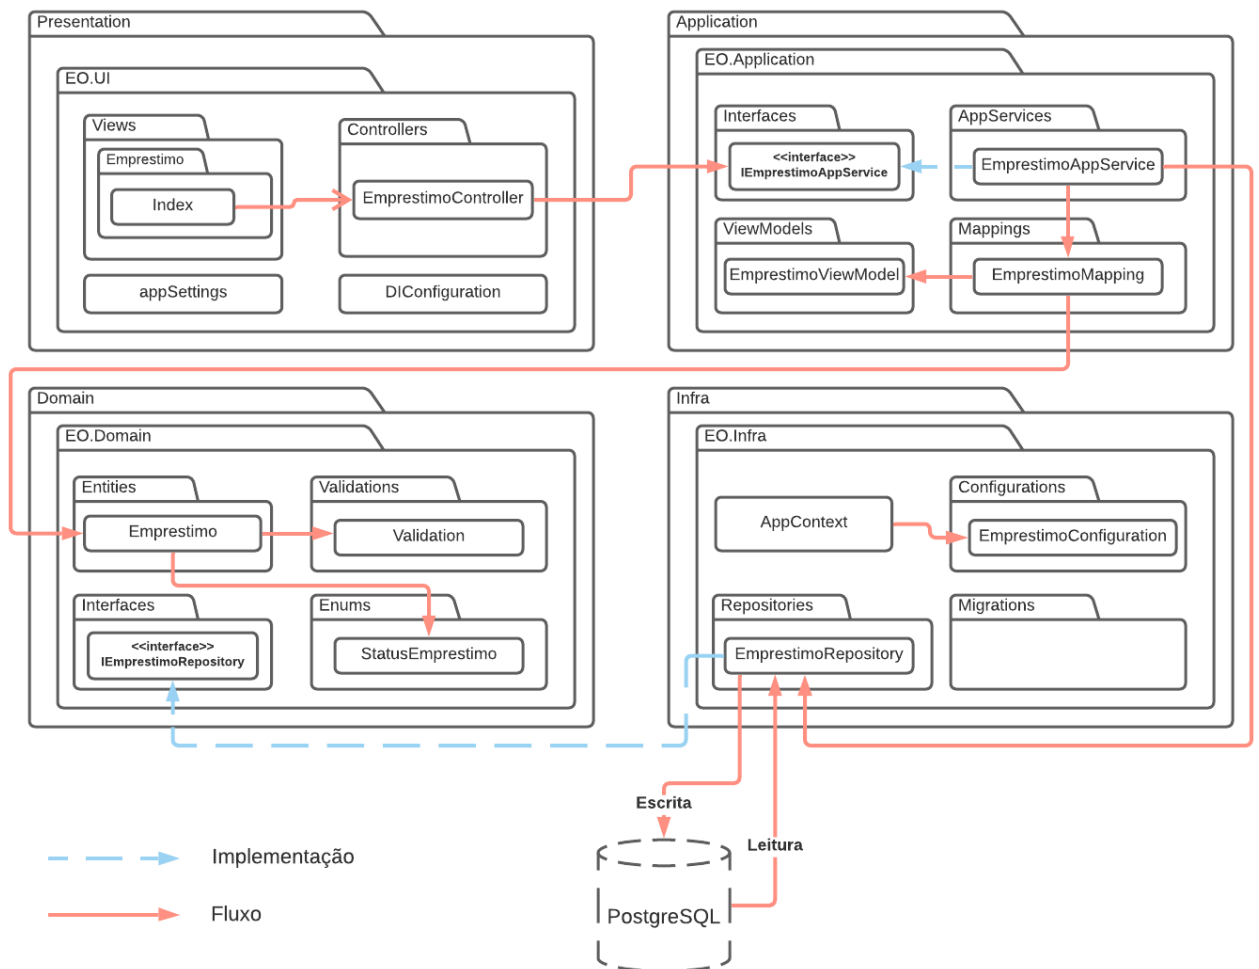 Presentation
EO.UI
Views
Emprestimo
Index
Controllers
EmprestimoController
appSettings
DIConfiguration
Application
EO.Application
Interfaces
<<interface>>
IEmprestimoAppService
AppServices
EmprestimoAppService
ViewModels
EmprestimoViewModel
Mappings
EmprestimoMapping
Domain
EO.Domain
Entities
Emprestimo
Validations
Validation
Interfaces
<<interface>>
IEmprestimoRepository
Enums
StatusEmprestimo
Infra
EO.Infra
AppContext
Configurations
EmprestimoConfiguration
Repositories
EmprestimoRepository
Migrations
Escrita
Leitura
PostgreSQL
Implementação
Fluxo